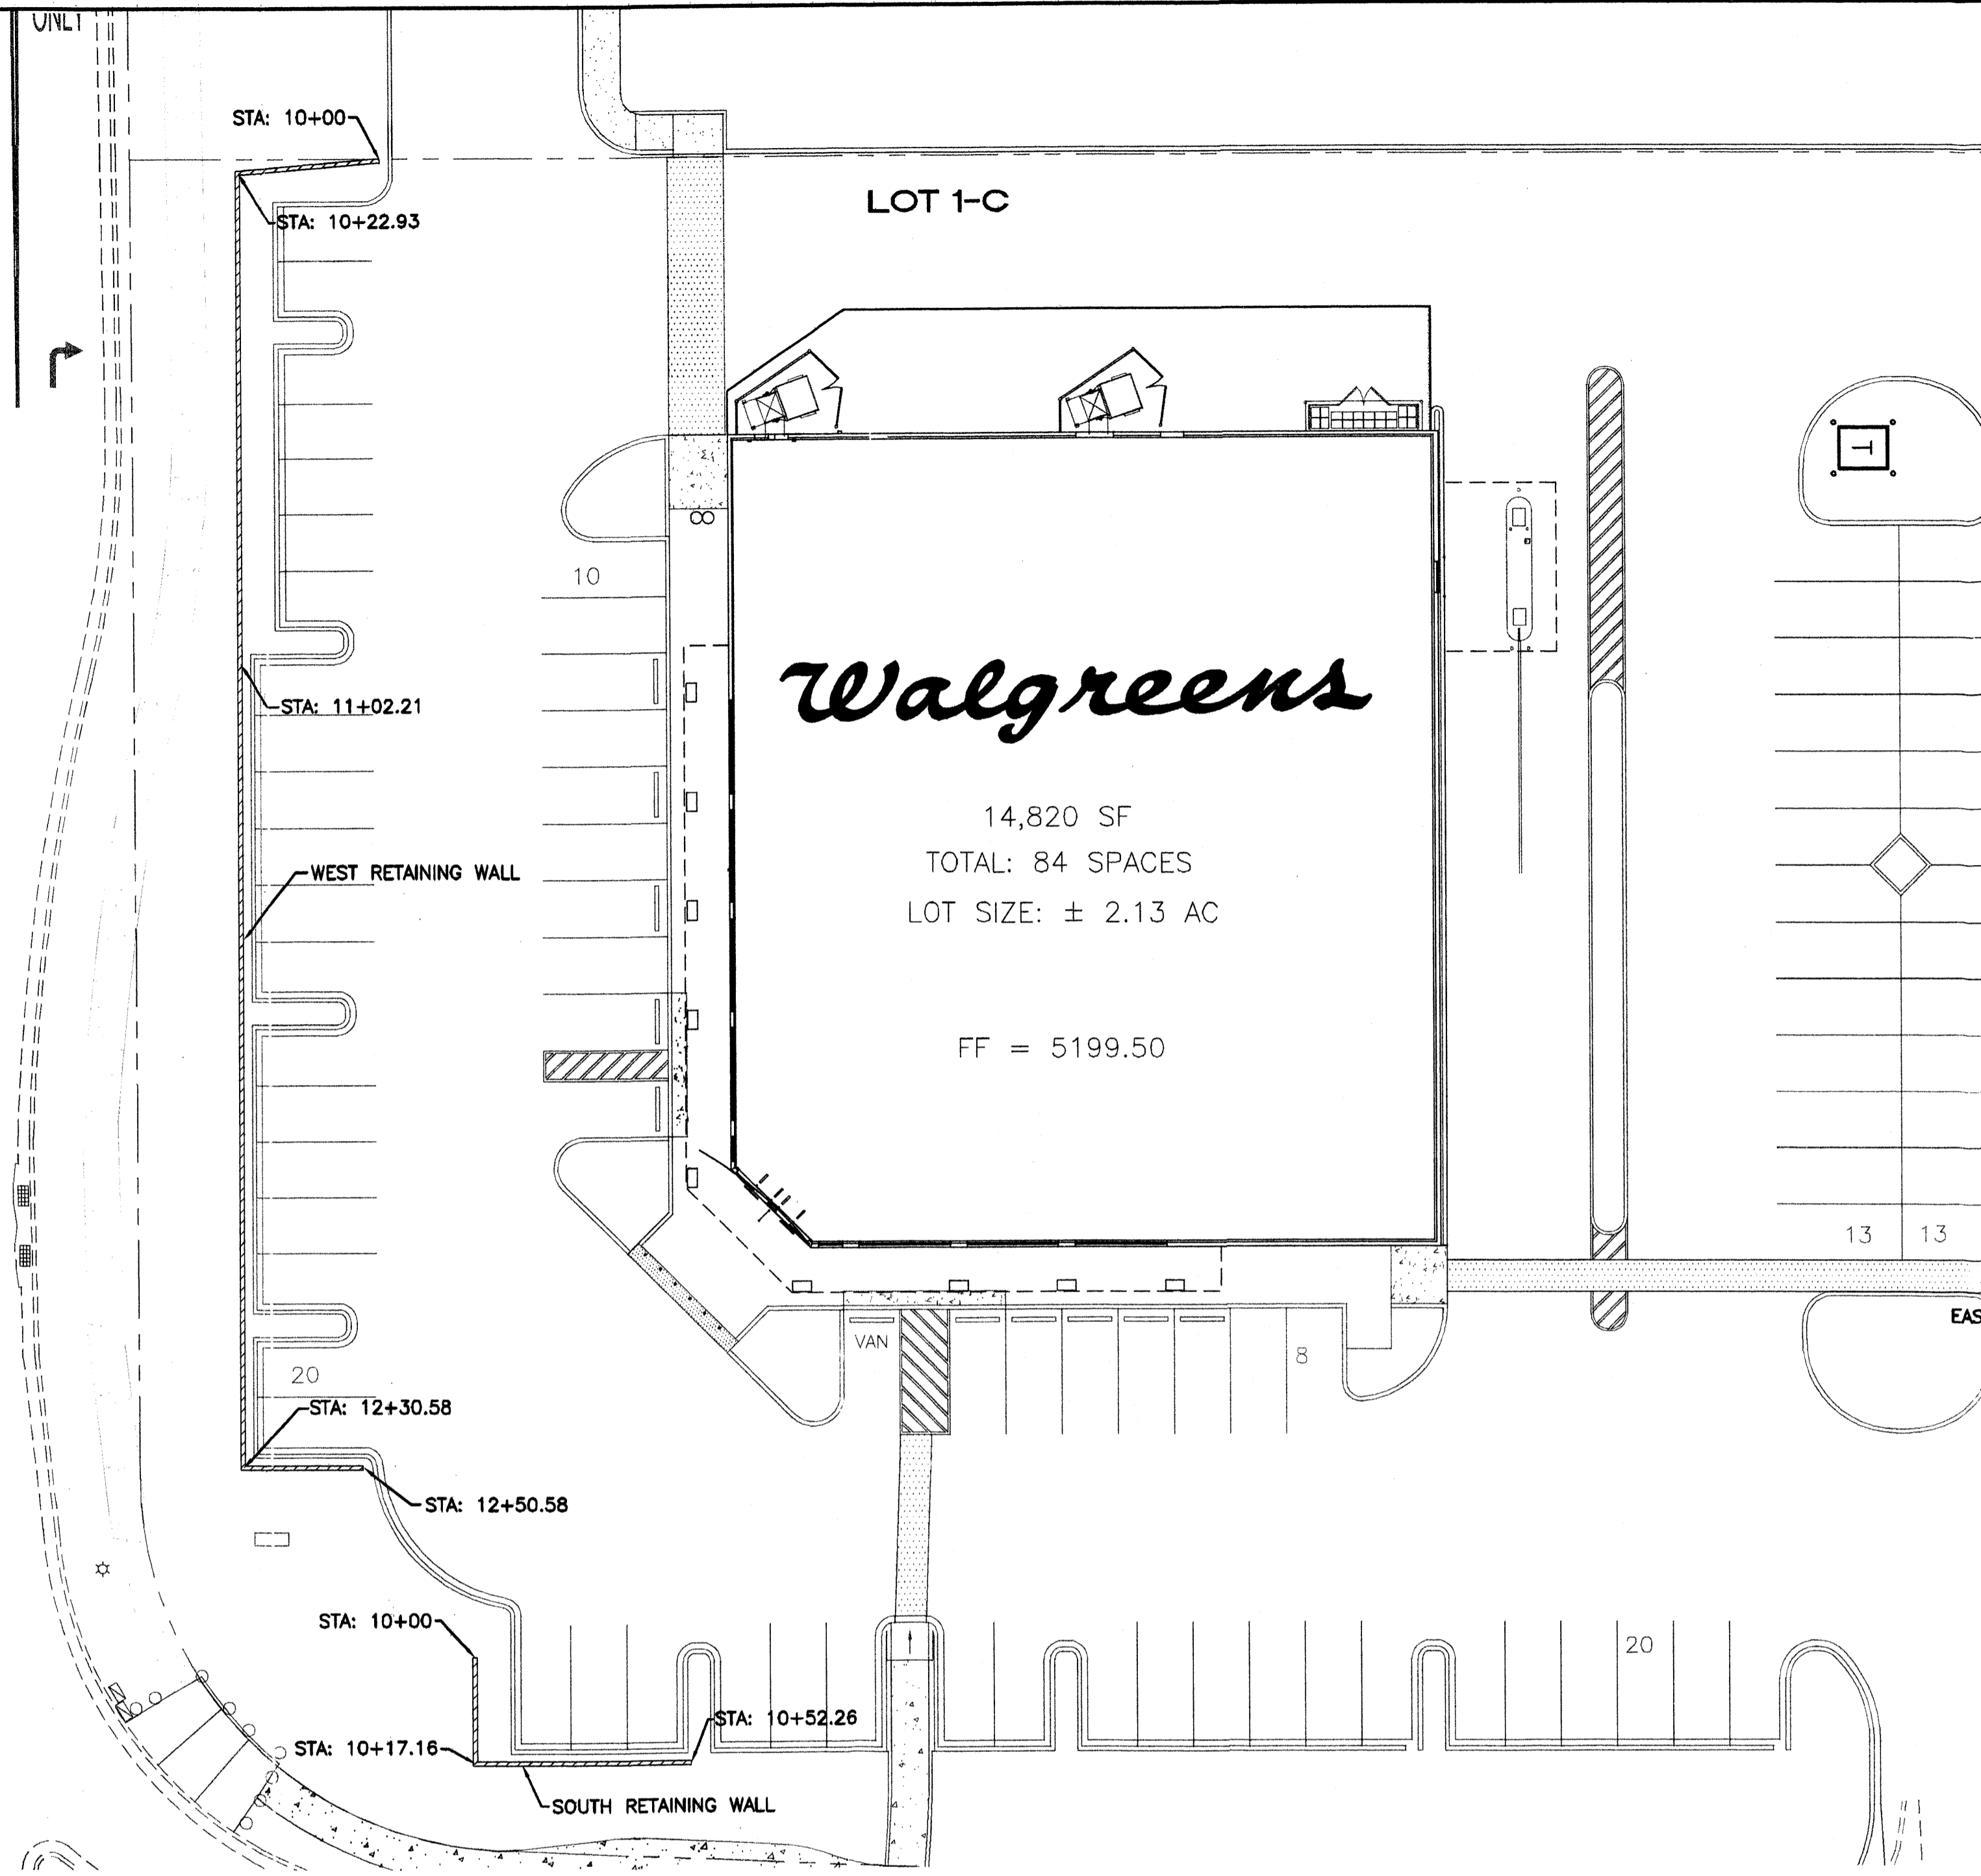 ONLY
STA: 10+00
LOT 1-C
STA: 10+22.93
T
8
10
STA: 11+02.21
Walgreens
14,820 SF
TOTAL: 84 SPACES
LOT SIZE: ± 2.13 AC
WEST RETAINING WALL
FF = 5199.50
13 13
EAS
VAN
8
20
STA: 12+30.58
STA: 12+50.58
STA: 10+00
20
STA: 10+52.26
STA: 10+17.16
SOUTH RETAINING WALL